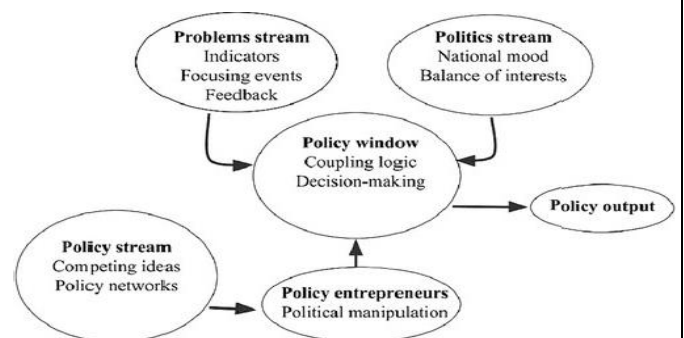 Problems stream
Indicators
Focusing events
Feedback
Politics stream
National mood
Balance of interests
Policy window
Coupling logic
Decision-making
Policy output
Policy stream
Competing ideas
Policy networks
Policy entrepreneurs
Political manipulation